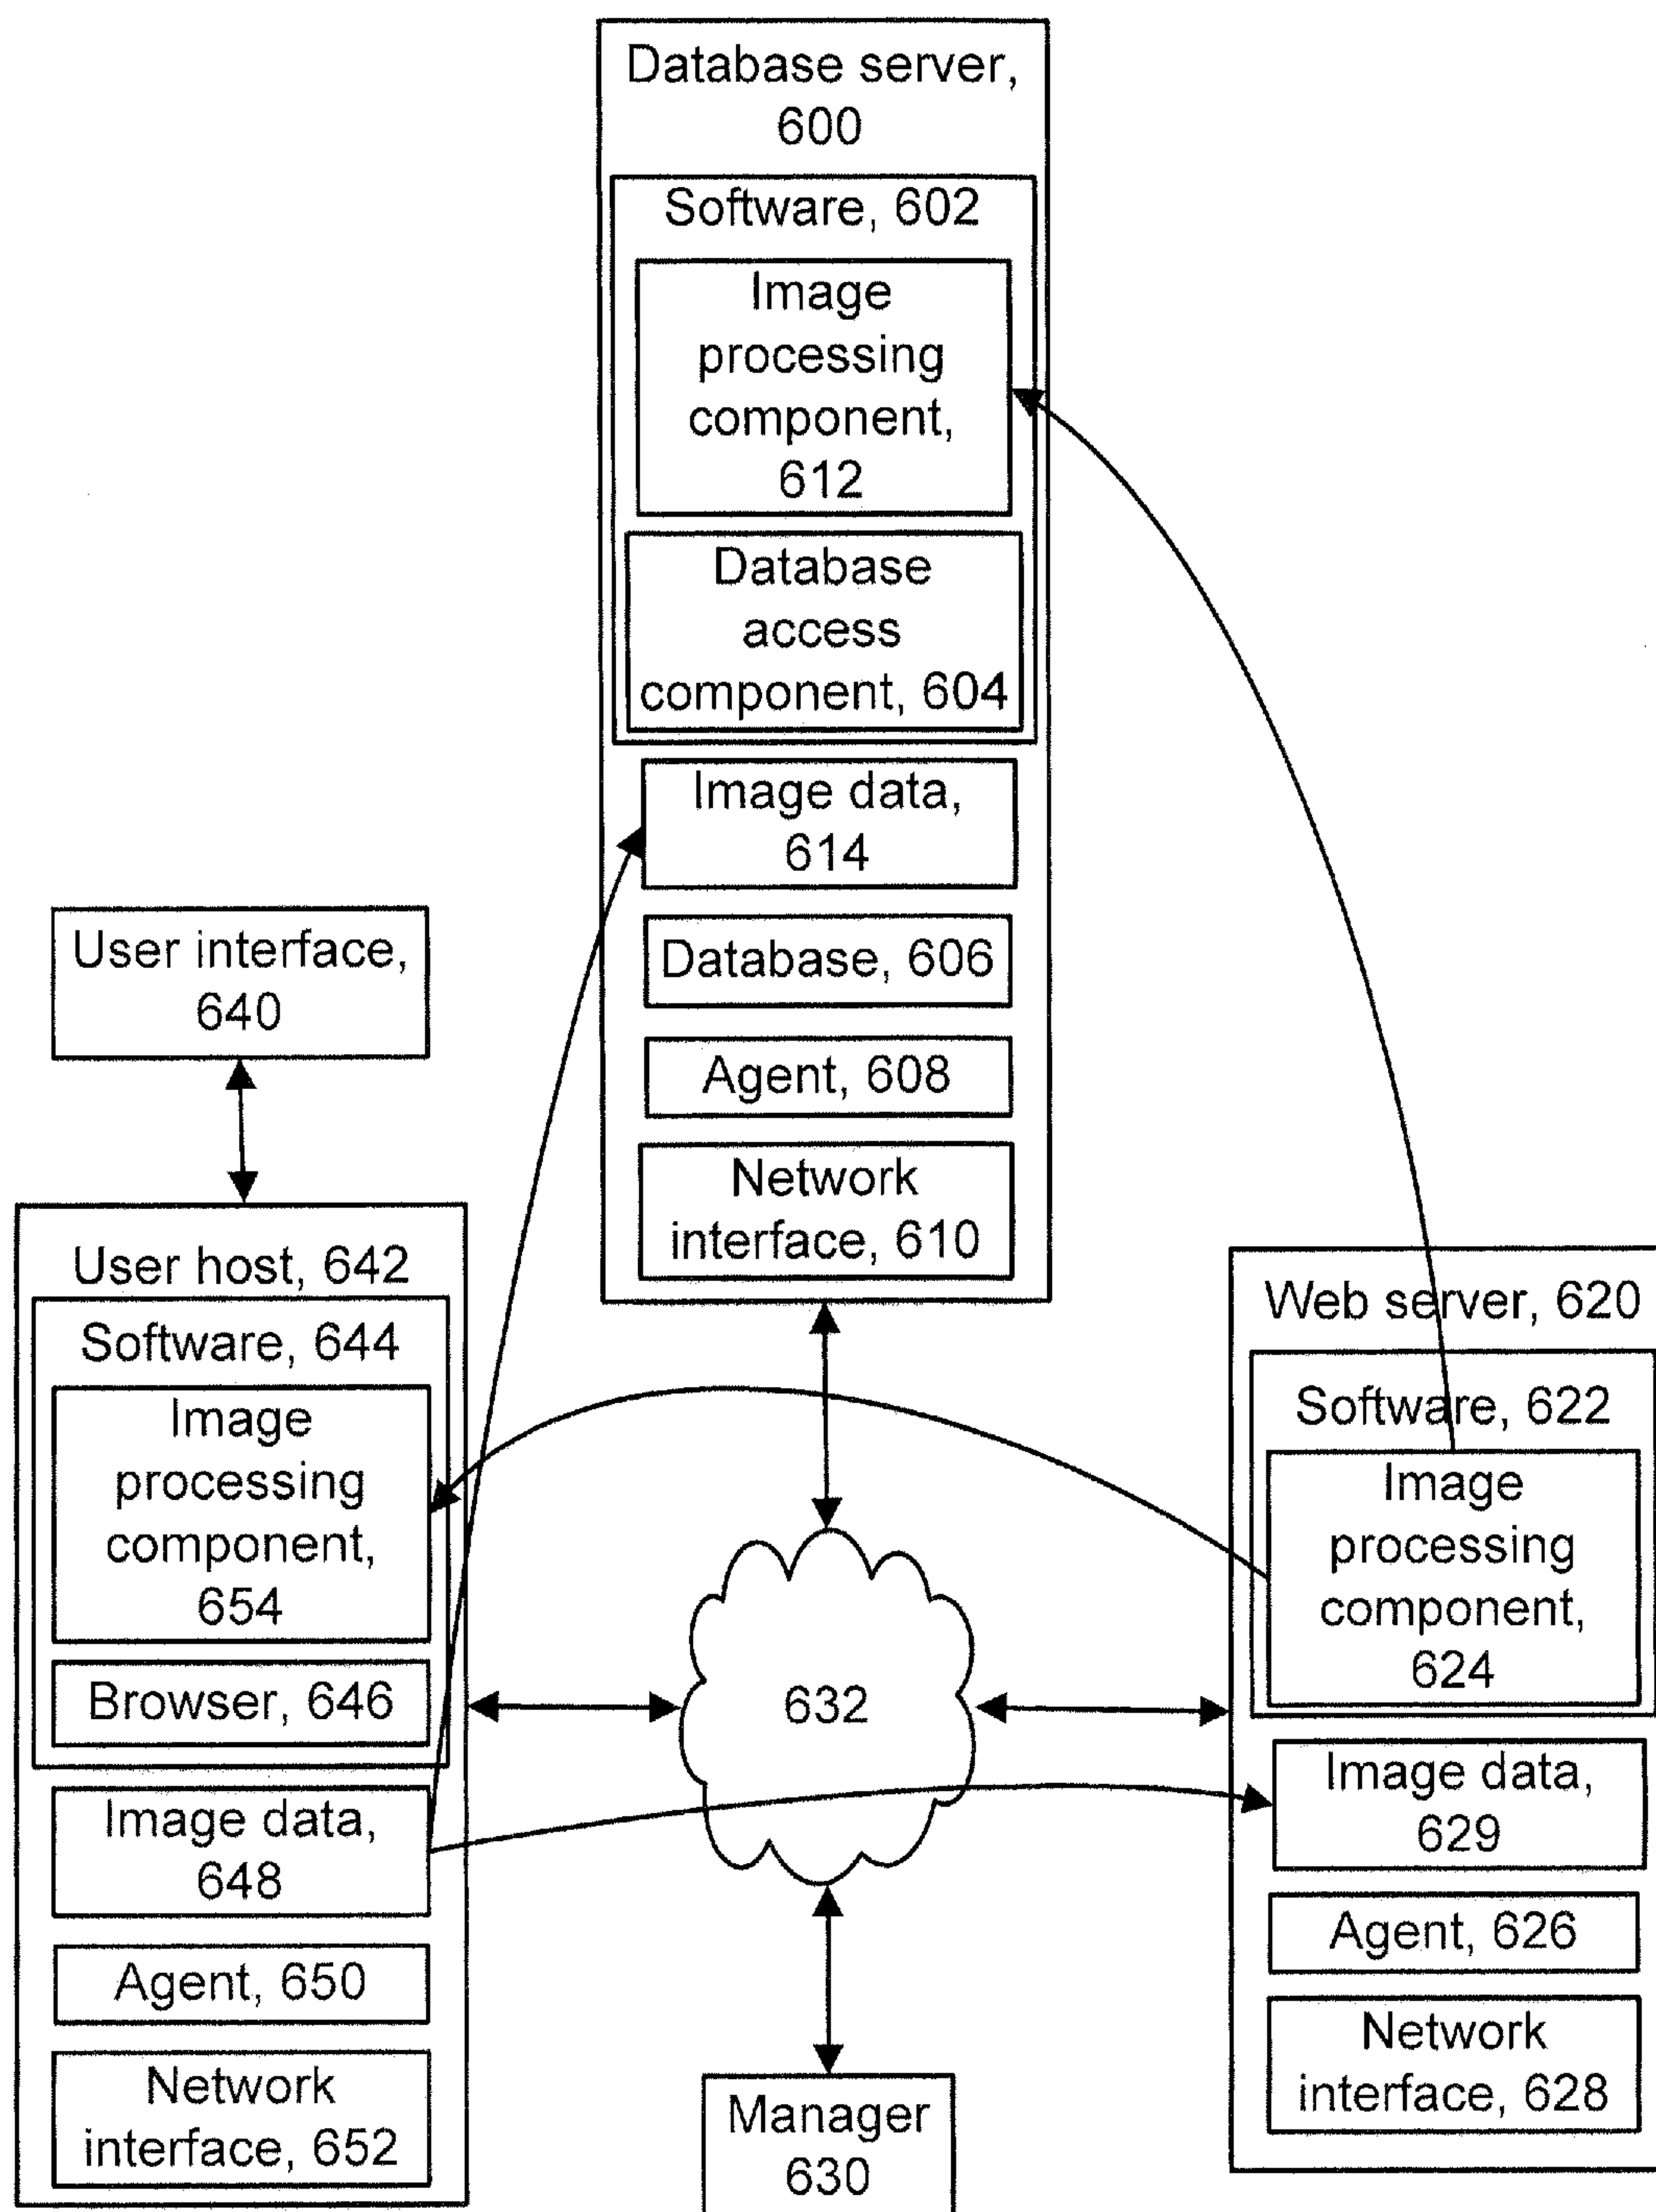 Database server,
600
Software, 602
Image
processing
component,
612
Database
access
component, 604
Image data,
614
Database, 606
Agent, 608
Network
interface, 610
User interface,
640
User host, 642
Software, 644
Image
processing
component,
654
Browser, 646
Image data,
648
Agent, 650
Network
interface, 652
632
Manager
630
Web server, 620
Software, 622
Image
processing
component,
624
Image data,
629
Agent, 626
Network
interface, 628